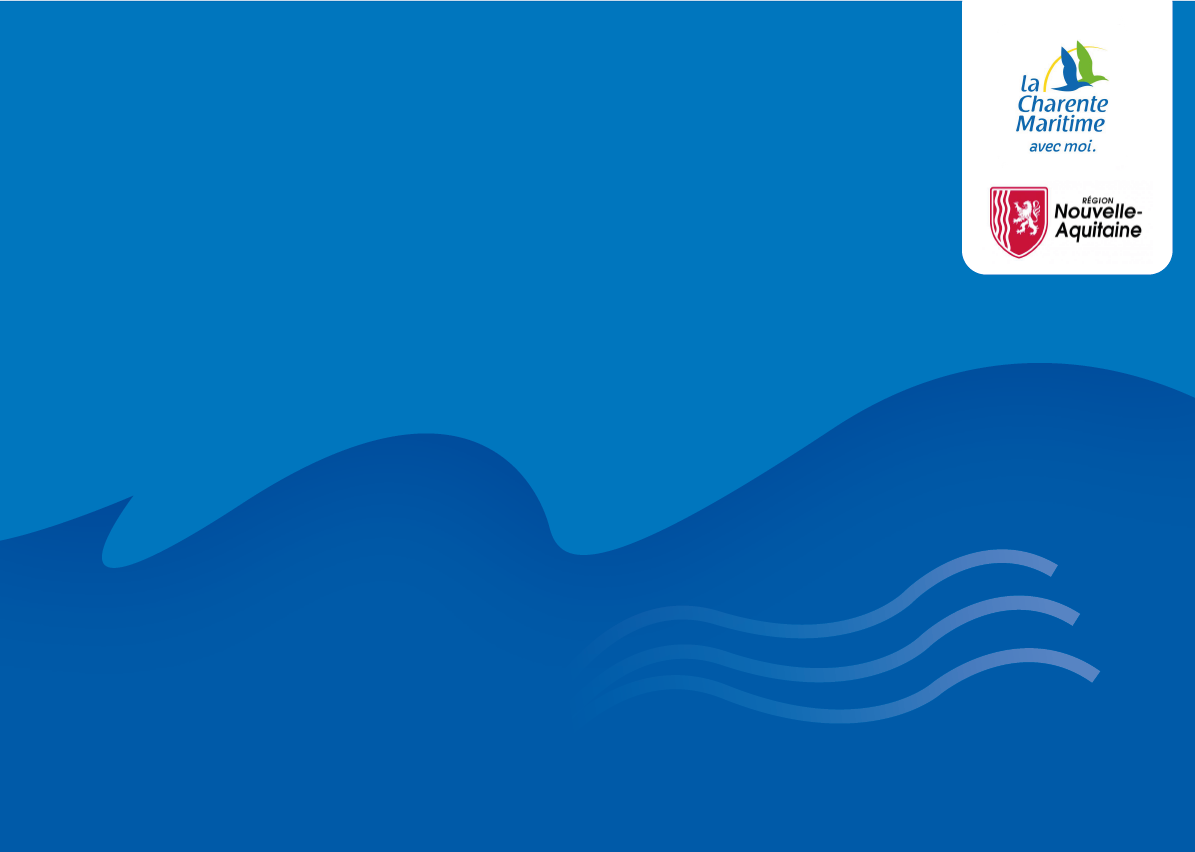 la
Charente
Maritime
avec moi.
RÉGION
Nouvelle-
Aquitaine